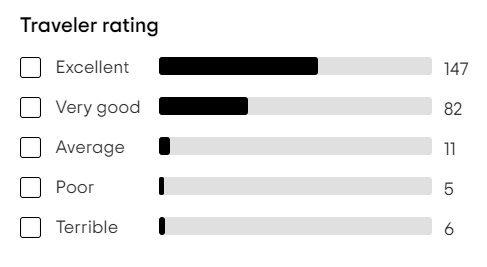 Traveler rating
Excellent 147
Very good 82
Average 11
Poor 5
Terrible 6